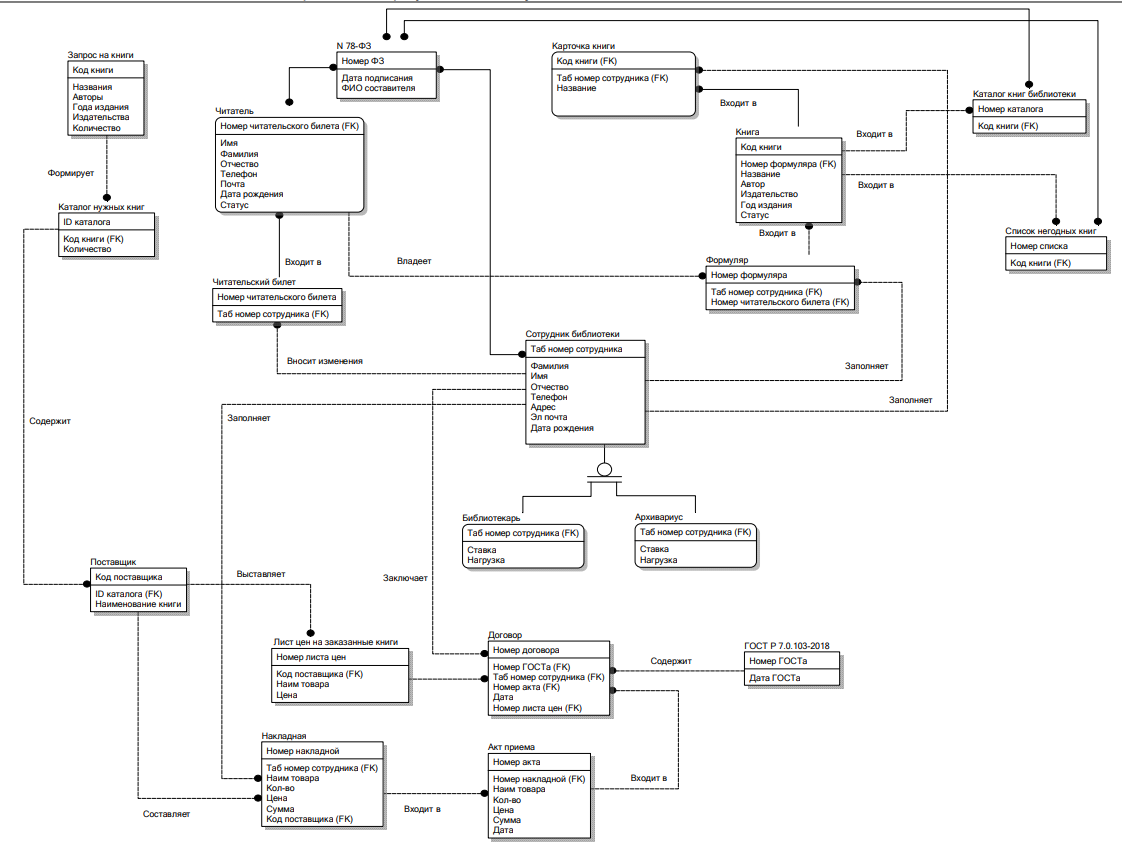 Запрос на книги
Код книги
Названия
Авторы
Года издания
Издательства
Количество
Формирует
Каталог нужных книг
ID каталога
Код книги (FK)
Количество
Содержит
N 78-ФЗ
Номер ФЗ
Дата подписания
ФИО составителя
Читатель
Номер читательского билета (FK)
Имя
Фамилия
Отчество
Телефон
Почта
Дата рождения
Статус
Входит в
Владеет
Читательский билет
Номер читательского билета
Таб номер сотрудника (FK)
Вносит изменения
Заполняет
Карточка книги
Код книги (FK)
Таб номер сотрудника (FK)
Название
Входит в
Книга
Код книги
Номер формуляра (FK)
Название
Автор
Издательство
Год издания
Статус
Входит в
Входит в
Входит в
Каталог книг библиотеки
Номер каталога
Код книги (FK)
Список негодных книг
Номер списка
Код книги (FK)
Формуляр
Номер формуляра
Таб номер сотрудника (FK)
Номер читательского билета (FK)
Заполняет
Заполняет
Сотрудник библиотеки
Таб номер сотрудника
Фамилия
Имя
Отчество
Телефон
Адрес
Эл почта
Дата рождения
Библиотекарь
Таб номер сотрудника (FK)
Ставка
Нагрузка
Архивариус
Таб номер сотрудника (FK)
Ставка
Нагрузка
Поставщик
Код поставщика
ID каталога (FK)
Наименование книги
Выставляет
Заключает
Лист цен на заказанные книги
Номер листа цен
Код поставщика (FK)
Наим товара
Цена
Договор
Номер договора
Номер ГОСТа (FK)
Таб номер сотрудника (FK)
Номер акта (FK)
Дата
Номер листа цен (FK)
Содержит
ГОСТ Р 7.0.103-2018
Номер ГОСТа
Дата ГОСТа
Накладная
Номер накладной
Таб номер сотрудника (FK)
Наим товара
Кол-во
Цена
Сумма
Код поставщика (FK)
Составляет
Входит в
Акт приема
Номер акта
Номер накладной (FK)
Наим товара
Кол-во
Цена
Сумма
Дата
Входит в